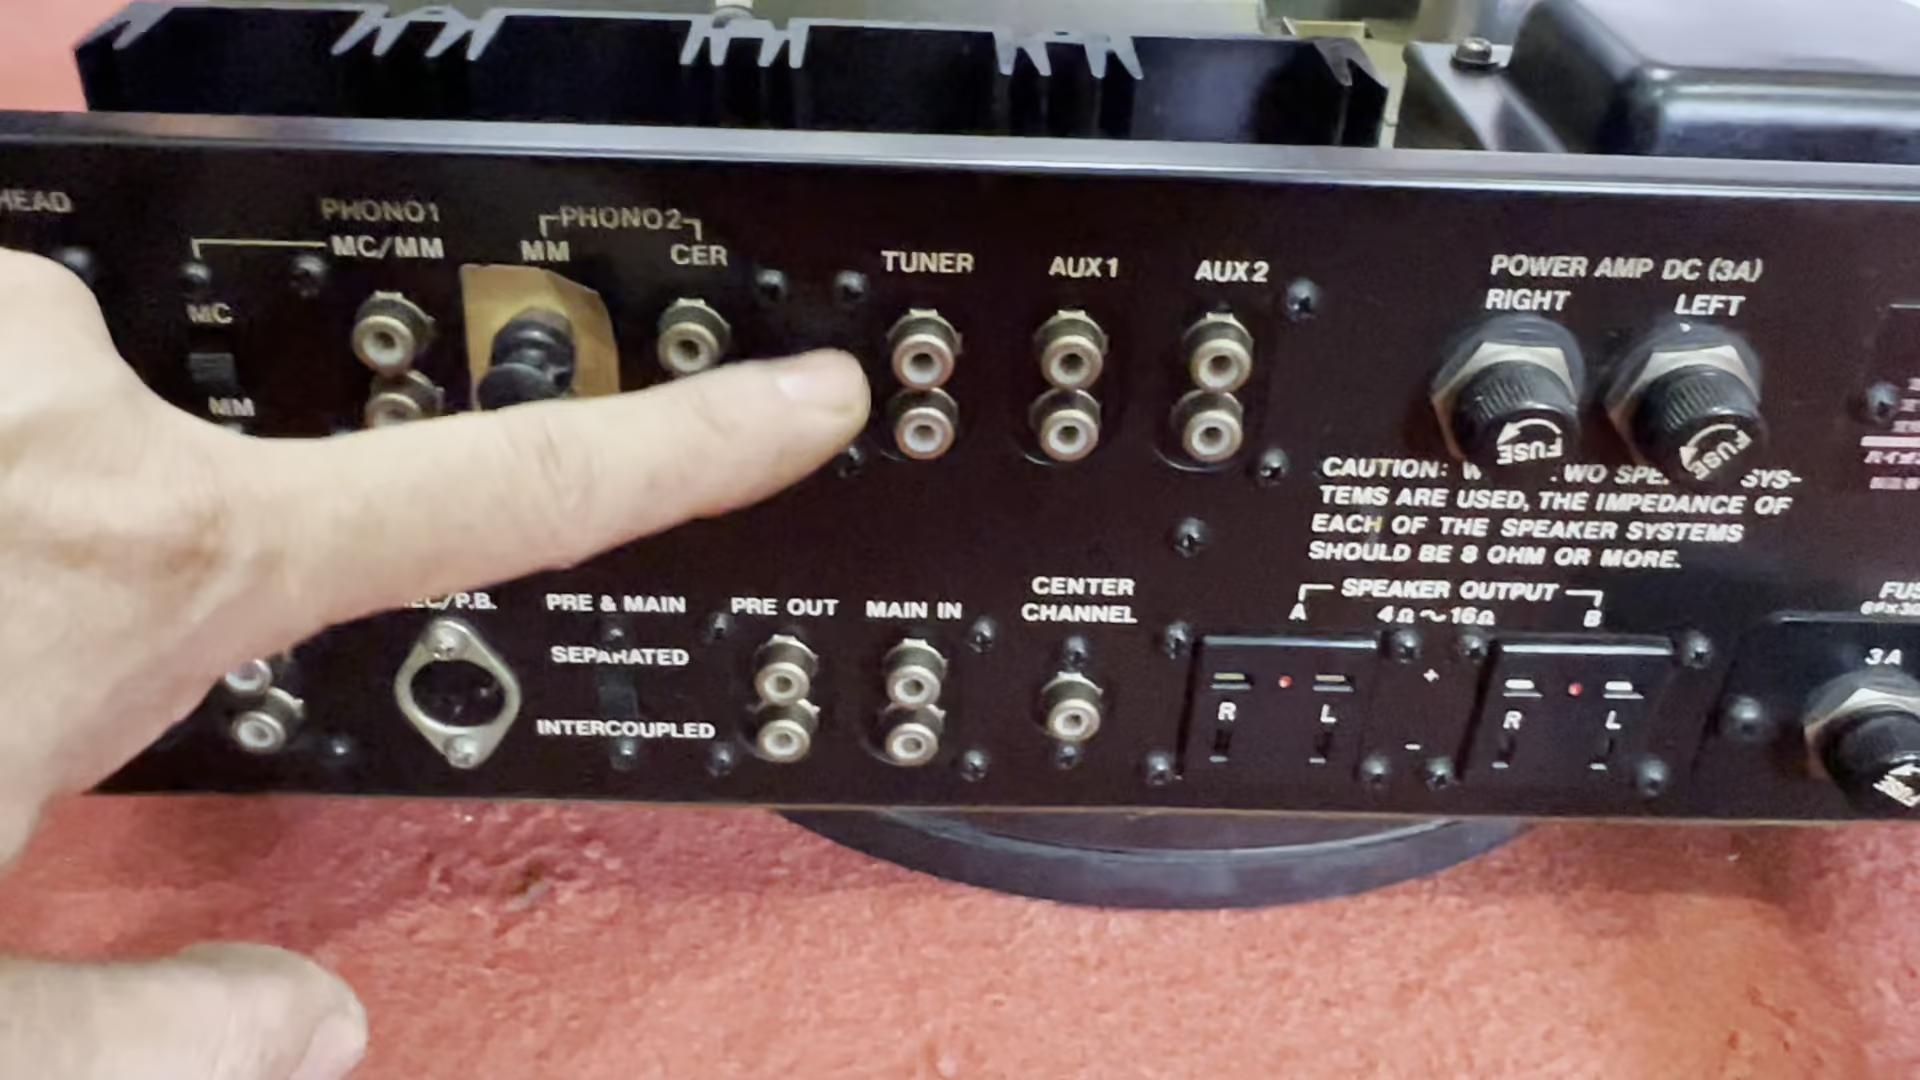 HEAD
PHONO1
PHONO2
MC/MM
MM
CER
TUNER
AUX1
AUX2
POWER AMP DC (3A)
RIGHT
LEFT
MC
MM
FUSE
FUSE
CAUTION: SYS-
TEMS ARE USED, THE IMPEDANCE OF
EACH OF THE SPEAKER SYSTEMS
SHOULD BE 8 OHM OR MORE.
SPEAKER OUTPUT
A
4Ω~16Ω
B
P.B.
PRE & MAIN
PRE OUT
MAIN IN
CENTER
CHANNEL
SEPARATED
INTERCOUPLED
R
L
+
R
L
-
3A
FUSE